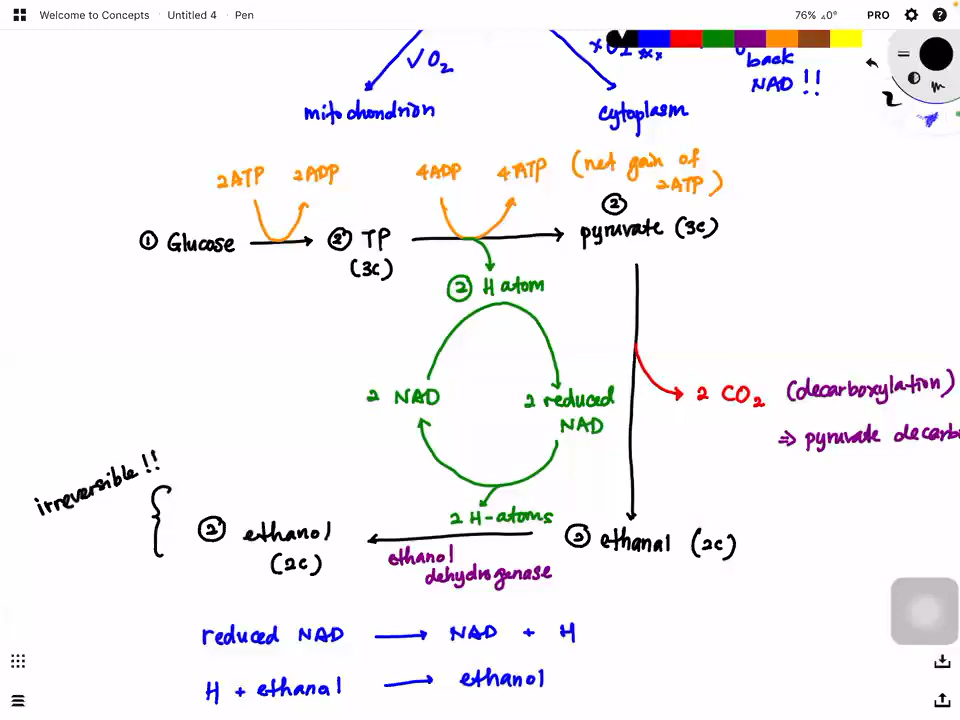 Welcome to Concepts Untitled 4 Pen 76% 0° PRO
✓O₂
back
NAD !!
2
mitochondrion cytoplasm
2ATP 2ADP 4ADP 4ATP (net gain of
2ATP)
① Glucose ② TP ② pyruvate (3c)
(3c)
② H atom
2 NAD 2 reduced
NAD
2 CO₂ (decarboxylation)
⇒ pyruvate decarb
irreversible !!
2 H-atoms
② ethanol ② ethanal (2c)
(2c)
ethanol
dehydrogenase
reduced NAD → NAD + H
H + ethanal → ethanol